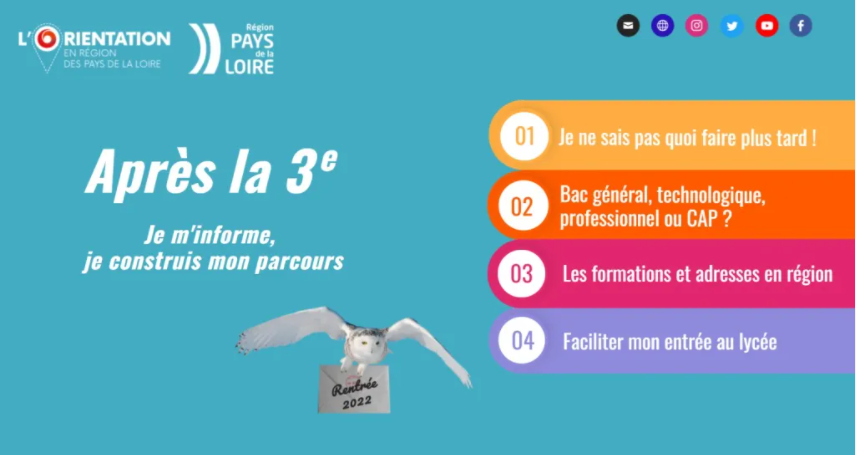 L'ORIENTATION
EN RÉGION
DES PAYS DE LA LOIRE
Région
PAYS
de la
LOIRE
Après la 3e
Je m'informe,
je construis mon parcours
Rentrée
2022
01 Je ne sais pas quoi faire plus tard !
02 Bac général, technologique,
professionnel ou CAP ?
03 Les formations et adresses en région
04 Faciliter mon entrée au lycée